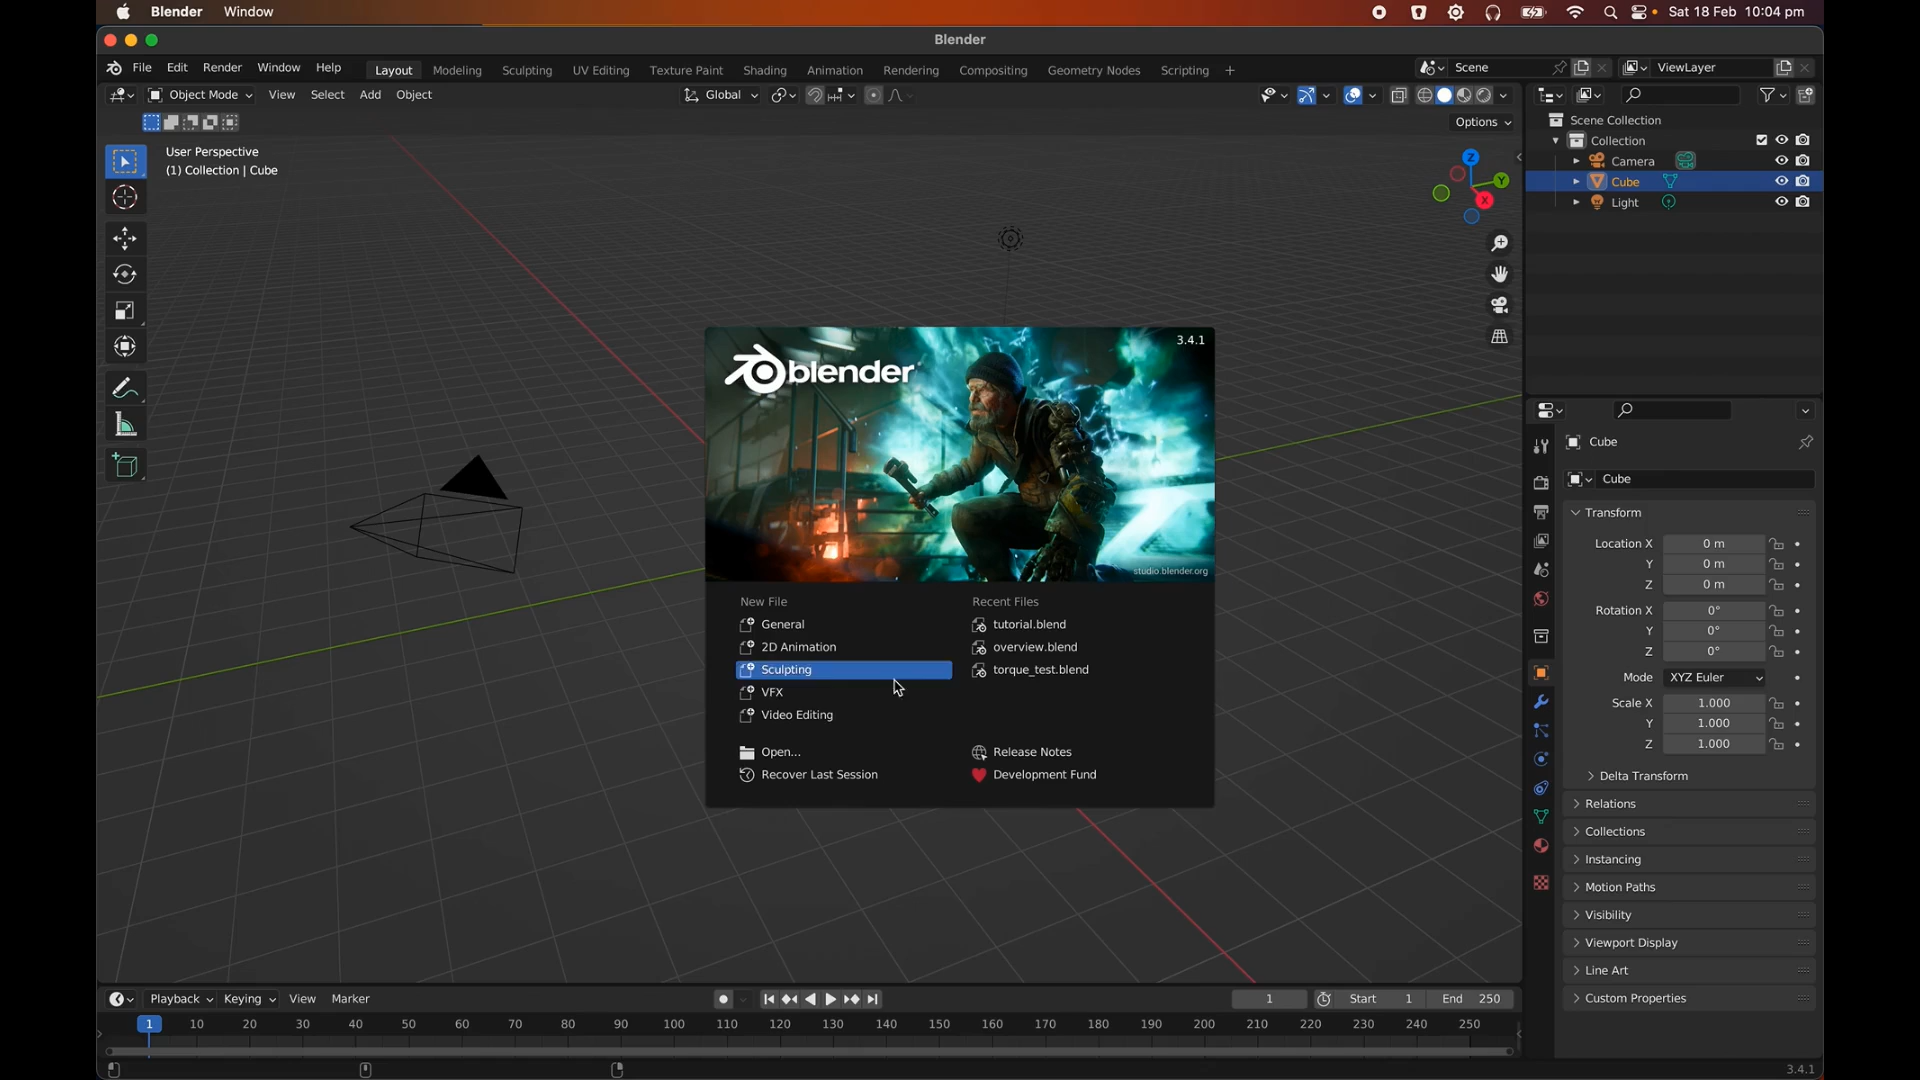 Blender Window Sat 18 Feb 10:04 pm
Blender
File Edit Render Window Help Layout Modeling Sculpting UV Editing Texture Paint Shading Animation Rendering Compositing Geometry Nodes Scripting + Scene ViewLayer
Object Mode View Select Add Object Global
Options
User Perspective
(1) Collection | Cube
Z
Y
X
Scene Collection
Collection
Camera
Cube
Light
blender
3.4.1
studio.blender.org
New File
General
2D Animation
Sculpting
VFX
Video Editing
Open...
Recover Last Session
Recent Files
tutorial.blend
overview.blend
torque_test.blend
Release Notes
Development Fund
Cube
Cube
Transform
Location X 0 m
Y 0 m
Z 0 m
Rotation X 0°
Y 0°
Z 0°
Mode XYZ Euler
Scale X 1.000
Y 1.000
Z 1.000
Delta Transform
Relations
Collections
Instancing
Motion Paths
Visibility
Viewport Display
Line Art
Custom Properties
Playback Keying View Marker 1 Start 1 End 250
1 10 20 30 40 50 60 70 80 90 100 110 120 130 140 150 160 170 180 190 200 210 220 230 240 250
3.4.1